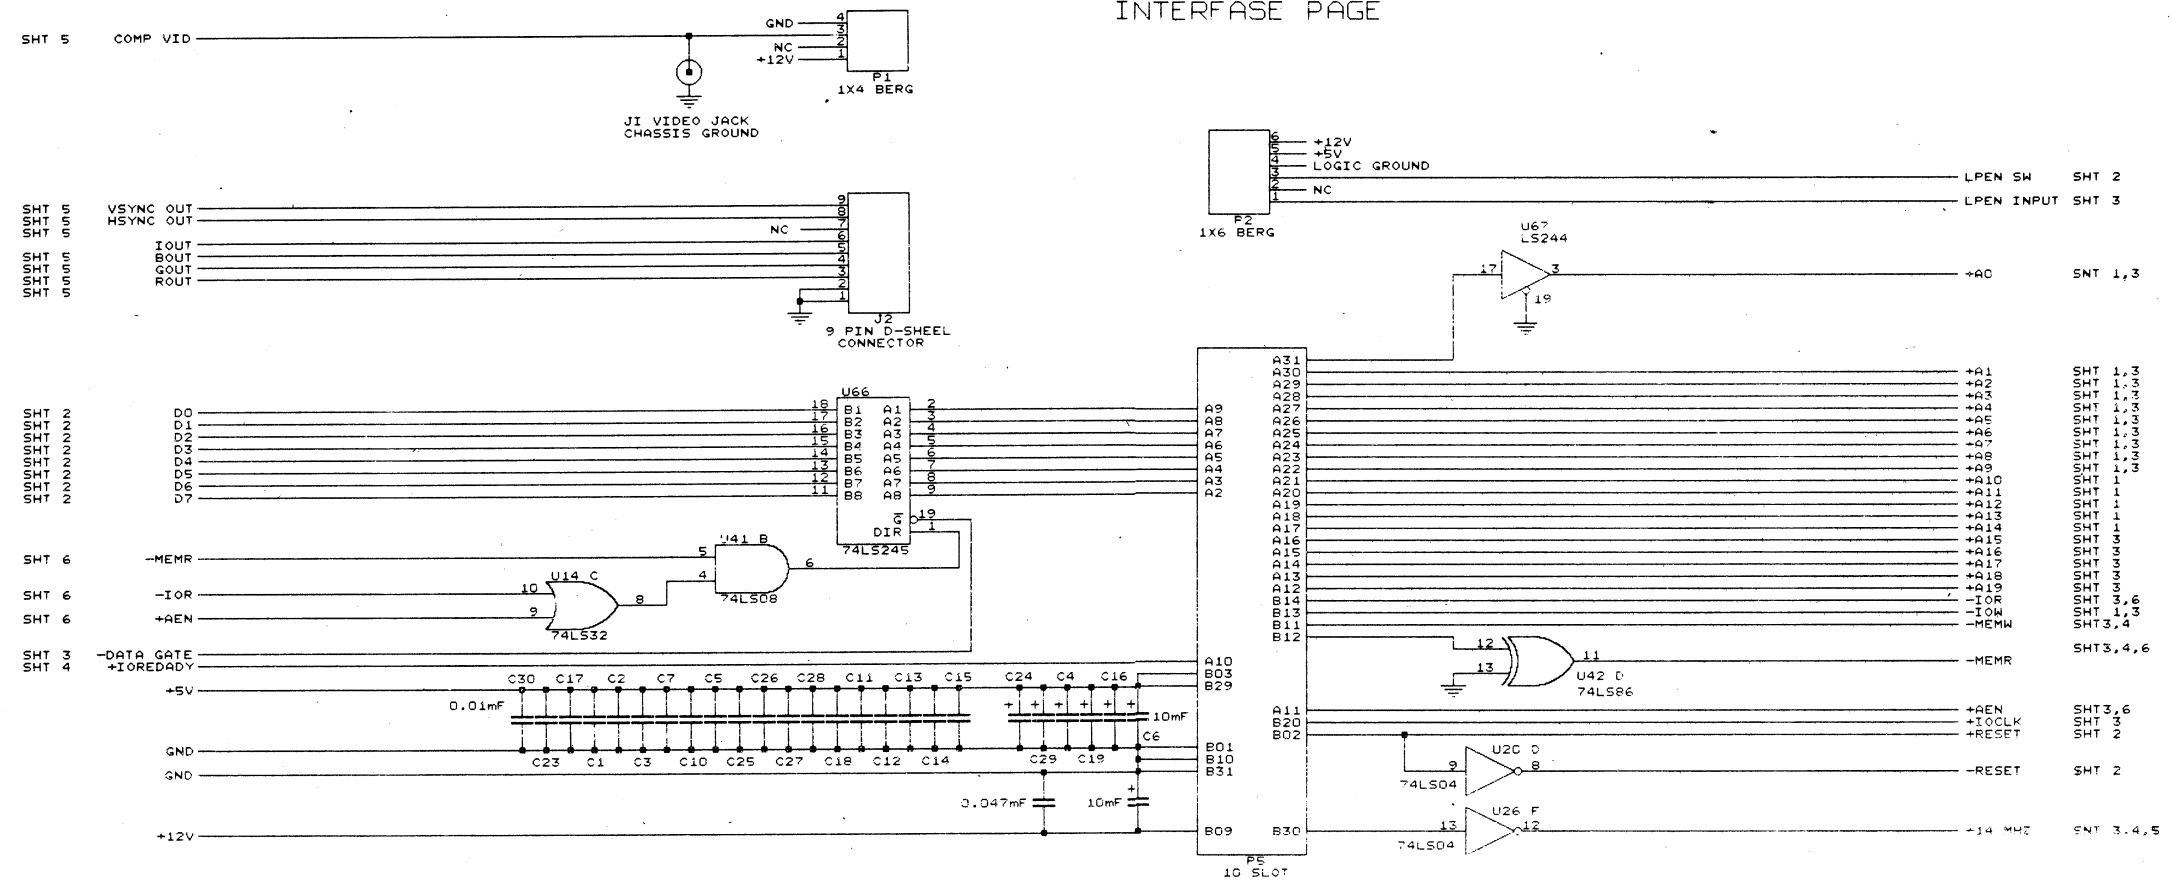 INTERFASE PAGE
SHT 5 COMP VID
GND 4
3
NC 2
+12V 1
P1
1X4 BERG
JI VIDEO JACK
CHASSIS GROUND
6 +12V
5 +5V
4 LOGIC GROUND
3 LPEN SW SHT 2
2 NC
1 LPEN INPUT SHT 3
P2
1X6 BERG
SHT 5 VSYNC OUT 9
SHT 5 HSYNC OUT 8
SHT 5 NC 7
IOUT 6
SHT 5 BOUT 5
SHT 5 GOUT 4
SHT 5 ROUT 3
SHT 5 2
1
J2
9 PIN D-SHEEL
CONNECTOR
U67
LS244
17 3 +A0 SNT 1,3
19
U66
SHT 2 D0 18 B1 A1 2 A9
SHT 2 D1 17 B2 A2 3 A8
SHT 2 D2 16 B3 A3 4 A7
SHT 2 D3 15 B4 A4 5 A6
SHT 2 D4 14 B5 A5 6 A5
SHT 2 D5 13 B6 A6 7 A4
SHT 2 D6 12 B7 A7 8 A3
SHT 2 D7 11 B8 A8 9 A2
G 19
DIR 1
74LS245
A31
A30 +A1 SHT 1,3
A29 +A2 SHT 1,3
A28 +A3 SHT 1,3
A27 +A4 SHT 1,3
A26 +A5 SHT 1,3
A25 +A6 SHT 1,3
A24 +A7 SHT 1,3
A23 +A8 SHT 1,3
A22 +A9 SHT 1,3
A21 +A10 SHT 1
A20 +A11 SHT 1
A19 +A12 SHT 1
A18 +A13 SHT 1
A17 +A14 SHT 1
A16 +A15 SHT 3
A15 +A16 SHT 3
A14 +A17 SHT 3
A13 +A18 SHT 3
A12 +A19 SHT 3
B14 -IOR SHT 3,6
B13 -IOW SHT 1,3
B11 -MEMW SHT3,4
B12
SHT 6 -MEMR 5 U41 B 6
4
74LS08
SHT 6 -IOR 10 U14 C 8
SHT 6 +AEN 9
74LS32
12 SHT3,4,6
13 11 -MEMR
U42 D
74LS86
SHT 3 -DATA GATE
SHT 4 +IOREDADY A10
B03
+5V B29
C30 C17 C2 C7 C5 C26 C28 C11 C13 C15 C24 C4 C16
0.01mF
+ + + + +
10mF
C6
C23 C1 C3 C10 C25 C27 C18 C12 C14 C29 C19
GND B01
B10
GND B31
0.047mF 10mF +
+12V B09
A11 +AEN SHT3,6
B20 +IOCLK SHT 3
B02 +RESET SHT 2
U20 D
9 8 -RESET SHT 2
74LS04
U26 F
B30 13 12 +14 MHZ SNT 3.4,5
74LS04
P5
10 SLOT